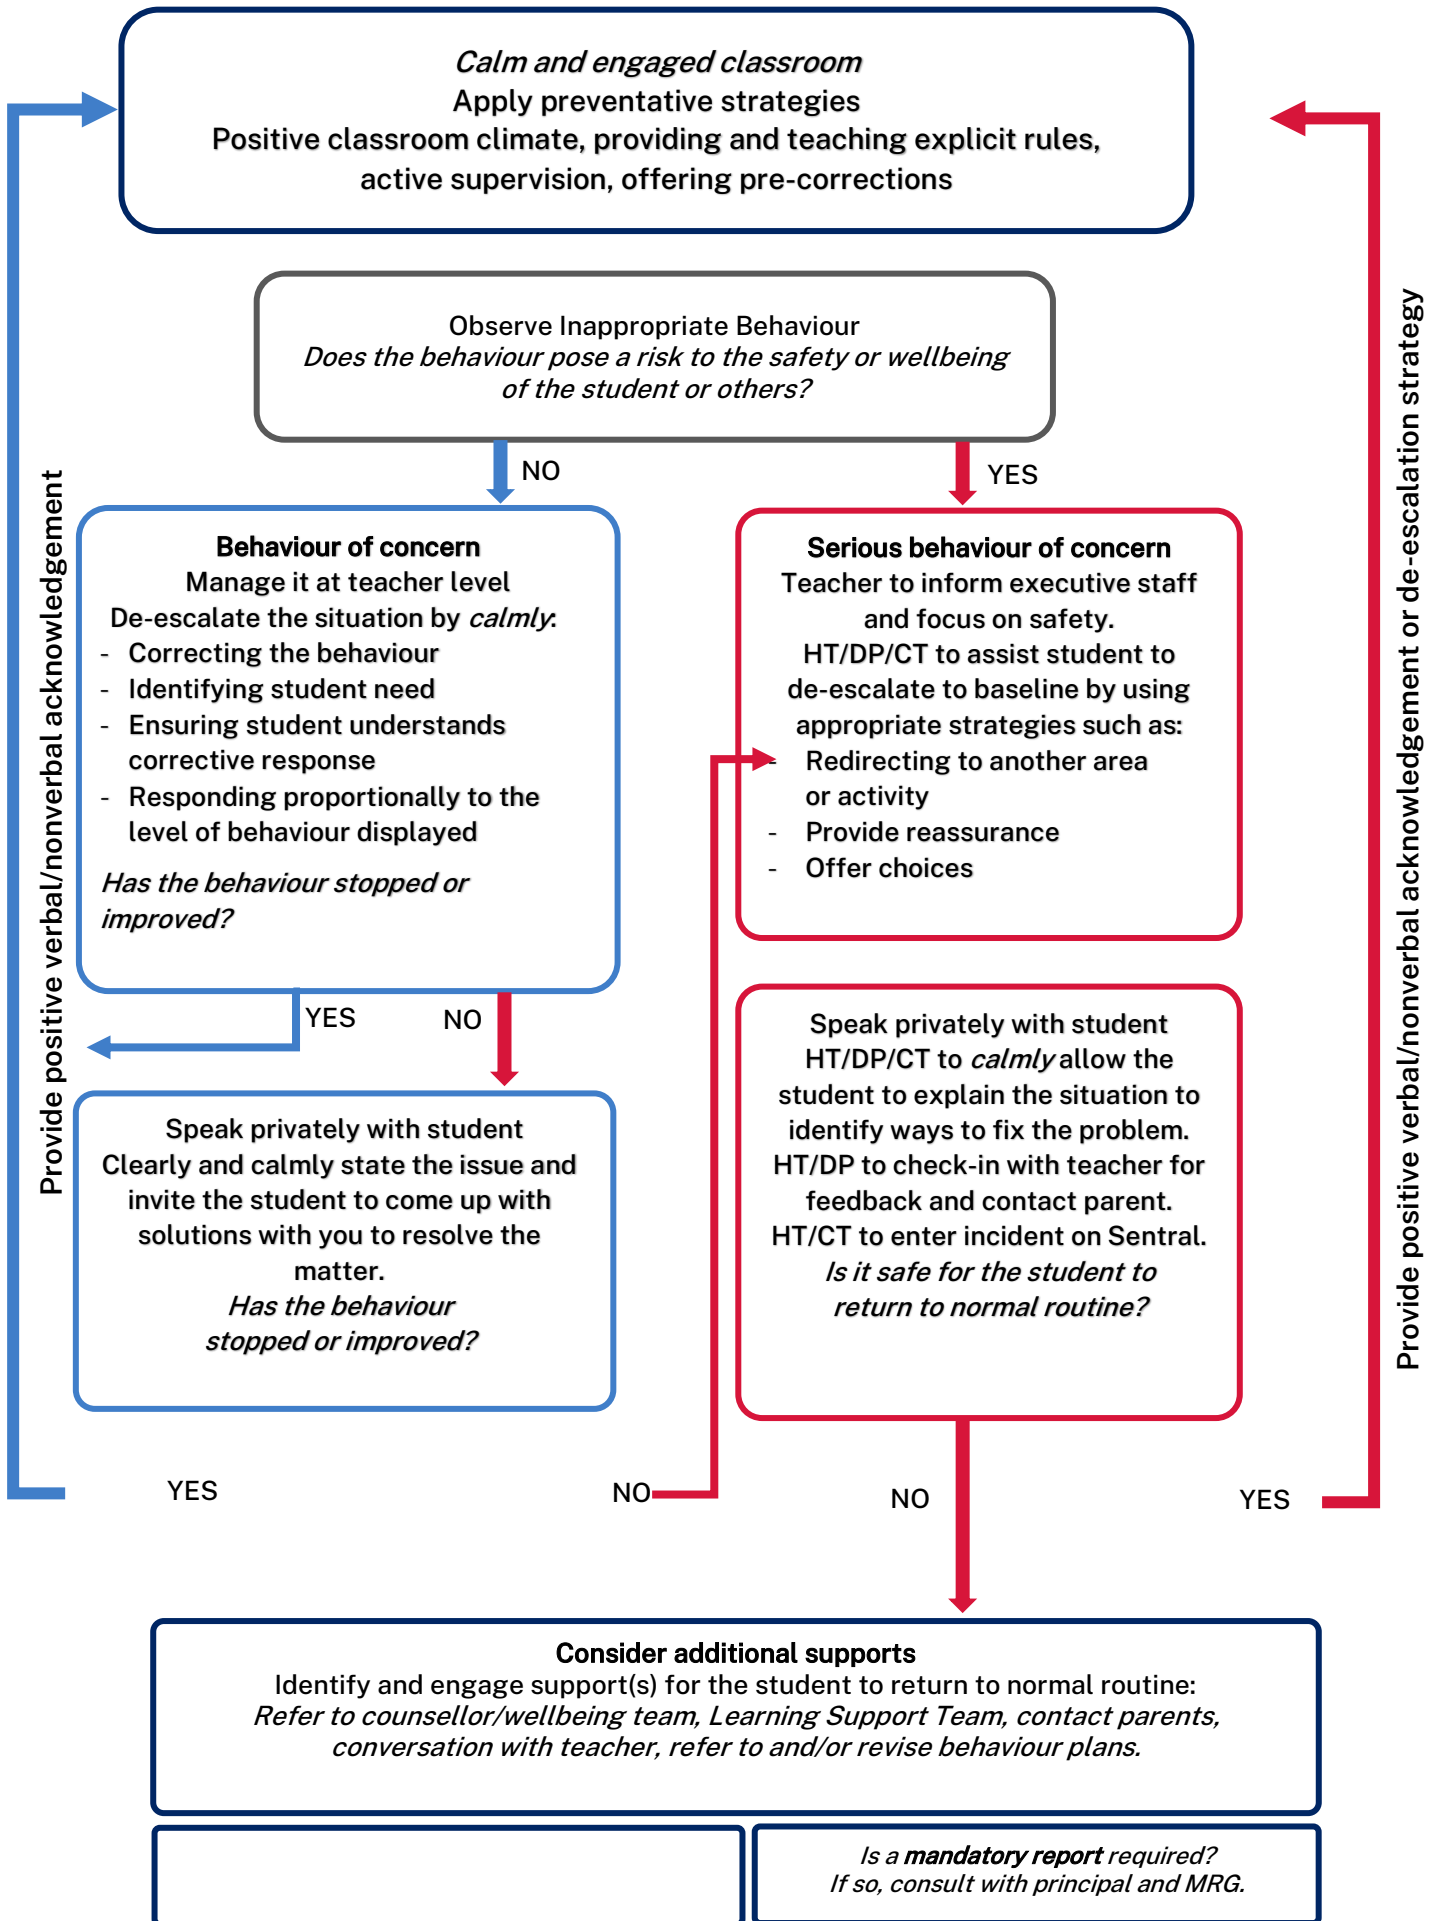 Calm and engaged classroom
Apply preventative strategies
Positive classroom climate, providing and teaching explicit rules,
active supervision, offering pre-corrections
Observe Inappropriate Behaviour
Does the behaviour pose a risk to the safety or wellbeing
of the student or others?
NO
YES
Behaviour of concern
Manage it at teacher level
De-escalate the situation by calmly:
- Correcting the behaviour
- Identifying student need
- Ensuring student understands
corrective response
- Responding proportionally to the
level of behaviour displayed
Has the behaviour stopped or
improved?
Serious behaviour of concern
Teacher to inform executive staff
and focus on safety.
HT/DP/CT to assist student to
de-escalate to baseline by using
appropriate strategies such as:
- Redirecting to another area
or activity
- Provide reassurance
- Offer choices
YES
NO
Speak privately with student
Clearly and calmly state the issue and
invite the student to come up with
solutions with you to resolve the
matter.
Has the behaviour
stopped or improved?
Speak privately with student
HT/DP/CT to calmly allow the
student to explain the situation to
identify ways to fix the problem.
HT/DP to check-in with teacher for
feedback and contact parent.
HT/CT to enter incident on Sentral.
Is it safe for the student to
return to normal routine?
YES
NO
NO
YES
Provide positive verbal/nonverbal acknowledgement
Provide positive verbal/nonverbal acknowledgement or de-escalation strategy
Consider additional supports
Identify and engage support(s) for the student to return to normal routine:
Refer to counsellor/wellbeing team, Learning Support Team, contact parents,
conversation with teacher, refer to and/or revise behaviour plans.
Is a mandatory report required?
If so, consult with principal and MRG.